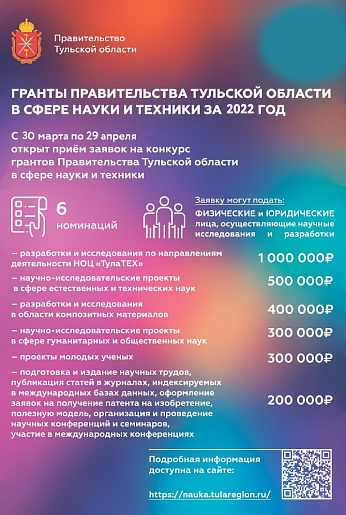 Правительство
Тульской области
ГРАНТЫ ПРАВИТЕЛЬСТВА ТУЛЬСКОЙ ОБЛАСТИ
В СФЕРЕ НАУКИ И ТЕХНИКИ ЗА 2022 ГОД
С 30 марта по 29 апреля
открыт приём заявок на конкурс
грантов Правительства Тульской области
в сфере науки и техники
6
номинаций
Заявку могут подать:
ФИЗИЧЕСКИЕ и ЮРИДИЧЕСКИЕ
лица, осуществляющие научные
исследования и разработки
– разработки и исследования по направлениям
деятельности НОЦ «ТулаТЕХ»
1 000 000₽
– научно-исследовательские проекты
в сфере естественных и технических наук
500 000₽
– разработки и исследования
в области композитных материалов
400 000₽
– научно-исследовательские проекты
в сфере гуманитарных и общественных наук
300 000₽
– проекты молодых ученых
300 000₽
– подготовка и издание научных трудов,
публикация статей в журналах, индексируемых
в международных базах данных, оформление
заявок на получение патента на изобретение,
полезную модель, организация и проведение
научных конференций и семинаров,
участие в международных конференциях
200 000₽
Подробная информация
доступна на сайте:
https://nauka.tularegion.ru/